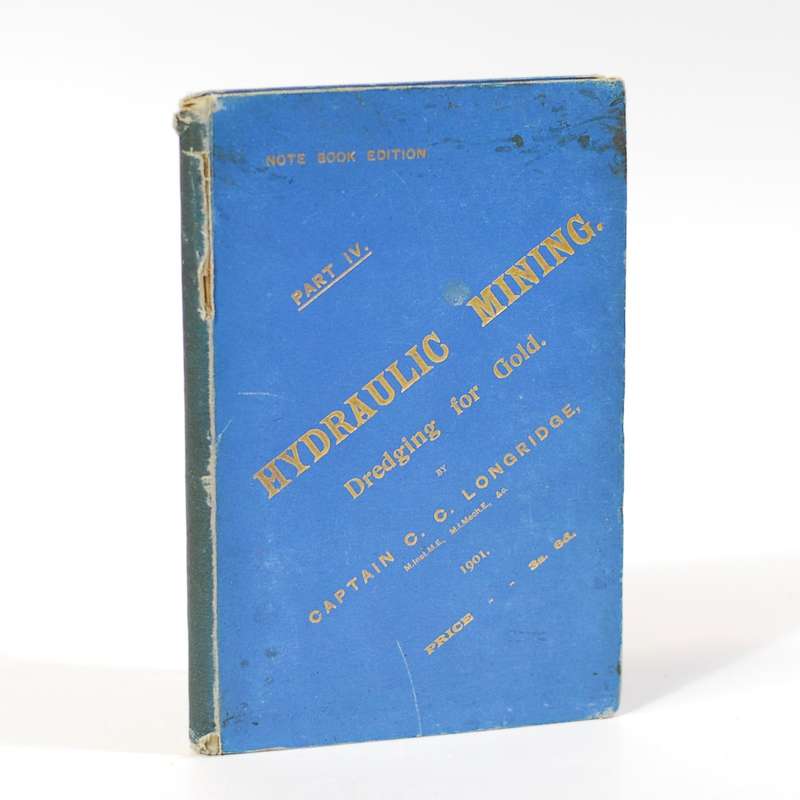 NOTE BOOK EDITION
PART IV.
HYDRAULIC MINING.
Dredging for Gold.
BY
CAPTAIN C. C. LONGRIDGE,
M.Inst.M.E., M.I.Mech.E., &c.
1901.
PRICE - - 3s. 6d.